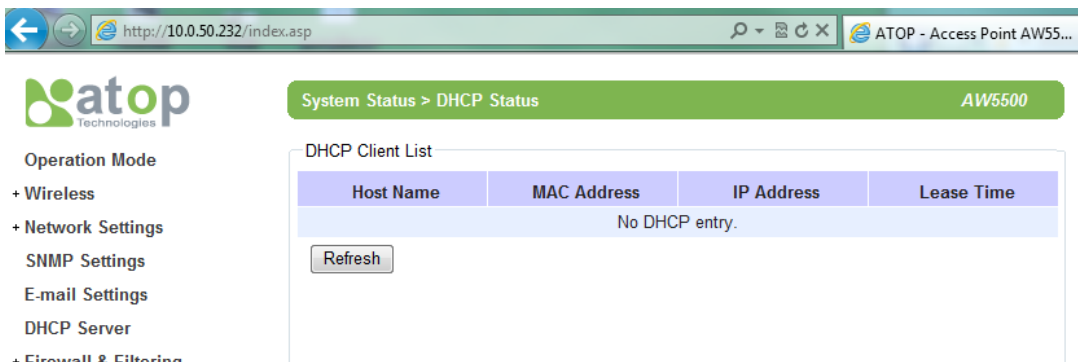 http://10.0.50.232/index.asp
ATOP - Access Point AW55...
atop
Technologies
System Status > DHCP Status
AW5500
Operation Mode
+ Wireless
+ Network Settings
SNMP Settings
E-mail Settings
DHCP Server
+ Firewall & Filtering
DHCP Client List
Host Name MAC Address IP Address Lease Time
No DHCP entry.
Refresh